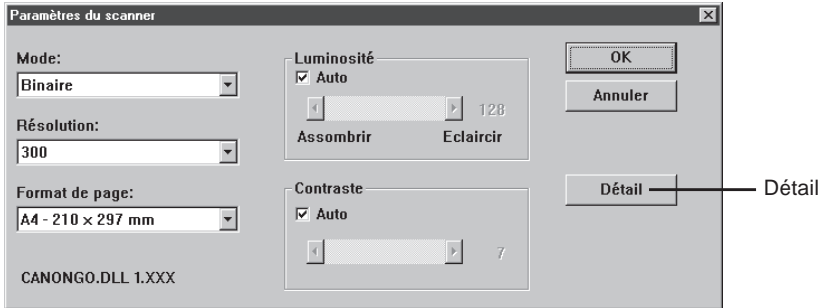 Paramètres du scanner
Mode:
Binaire
Résolution:
300
Format de page:
A4 - 210 × 297 mm
CANONGO.DLL 1.XXX
Luminosité
Auto
128
Assombrir Eclaircir
Contraste
Auto
7
OK
Annuler
Détail
Détail